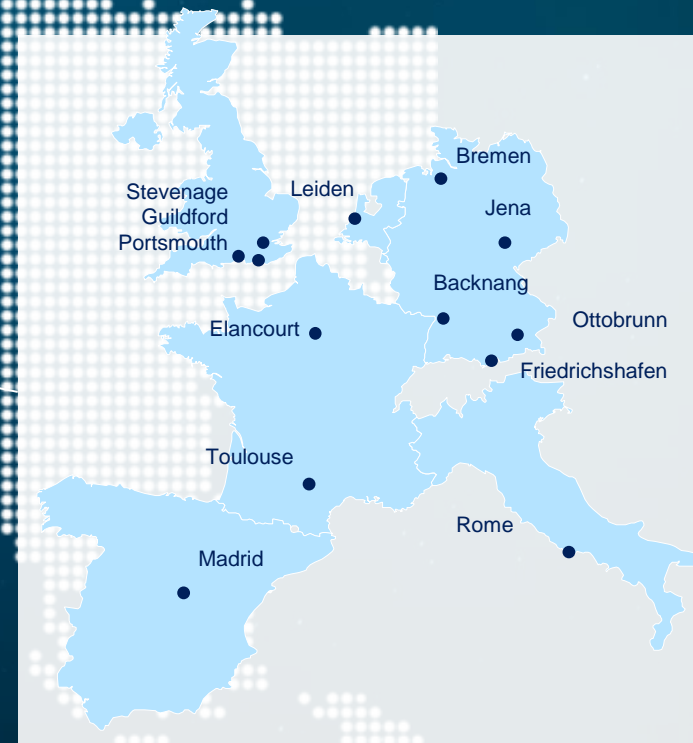 Bremen
Stevenage
Leiden
Guildford
Jena
Portsmouth
Backnang
Elancourt
Ottobrunn
Friedrichshafen
Toulouse
Rome
Madrid